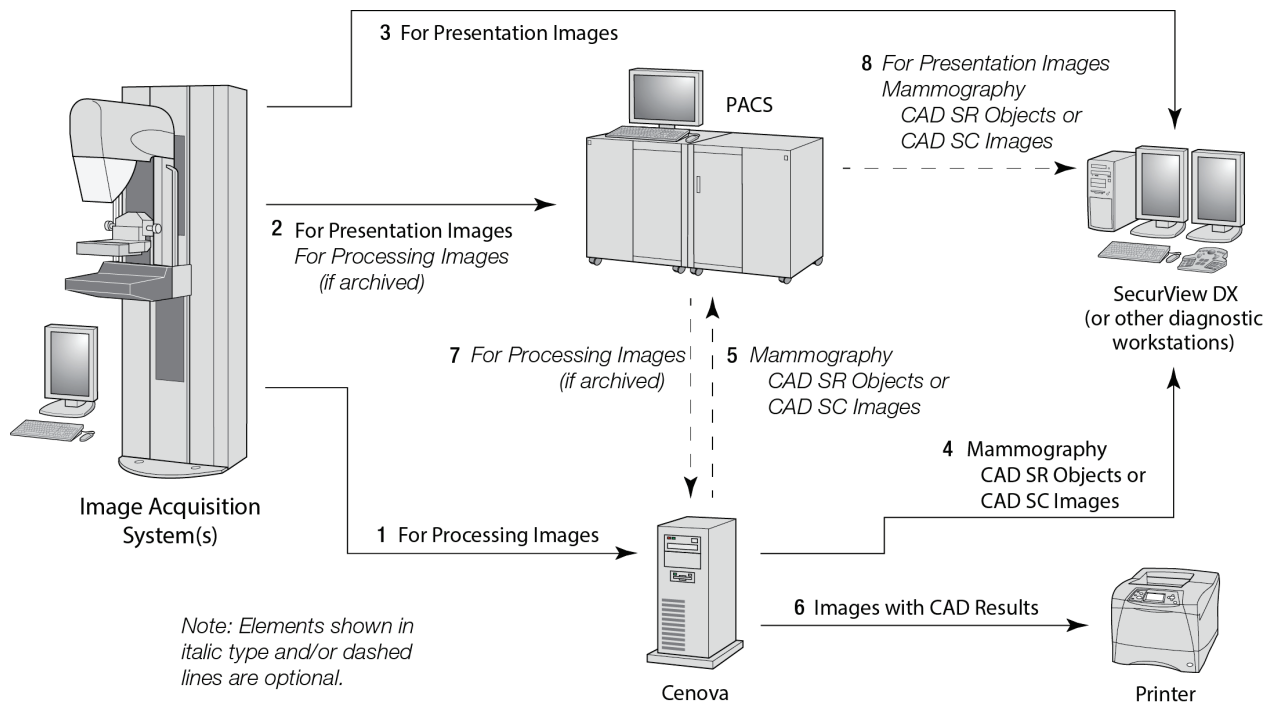 3 For Presentation Images
8 For Presentation Images
Mammography
CAD SR Objects or
CAD SC Images
PACS
2 For Presentation Images
For Processing Images
(if archived)
SecurView DX
(or other diagnostic
workstations)
7 For Processing Images
(if archived)
5 Mammography
CAD SR Objects or
CAD SC Images
4 Mammography
CAD SR Objects or
CAD SC Images
Image Acquisition
System(s)
1 For Processing Images
6 Images with CAD Results
Note: Elements shown in
italic type and/or dashed
lines are optional.
Cenova
Printer